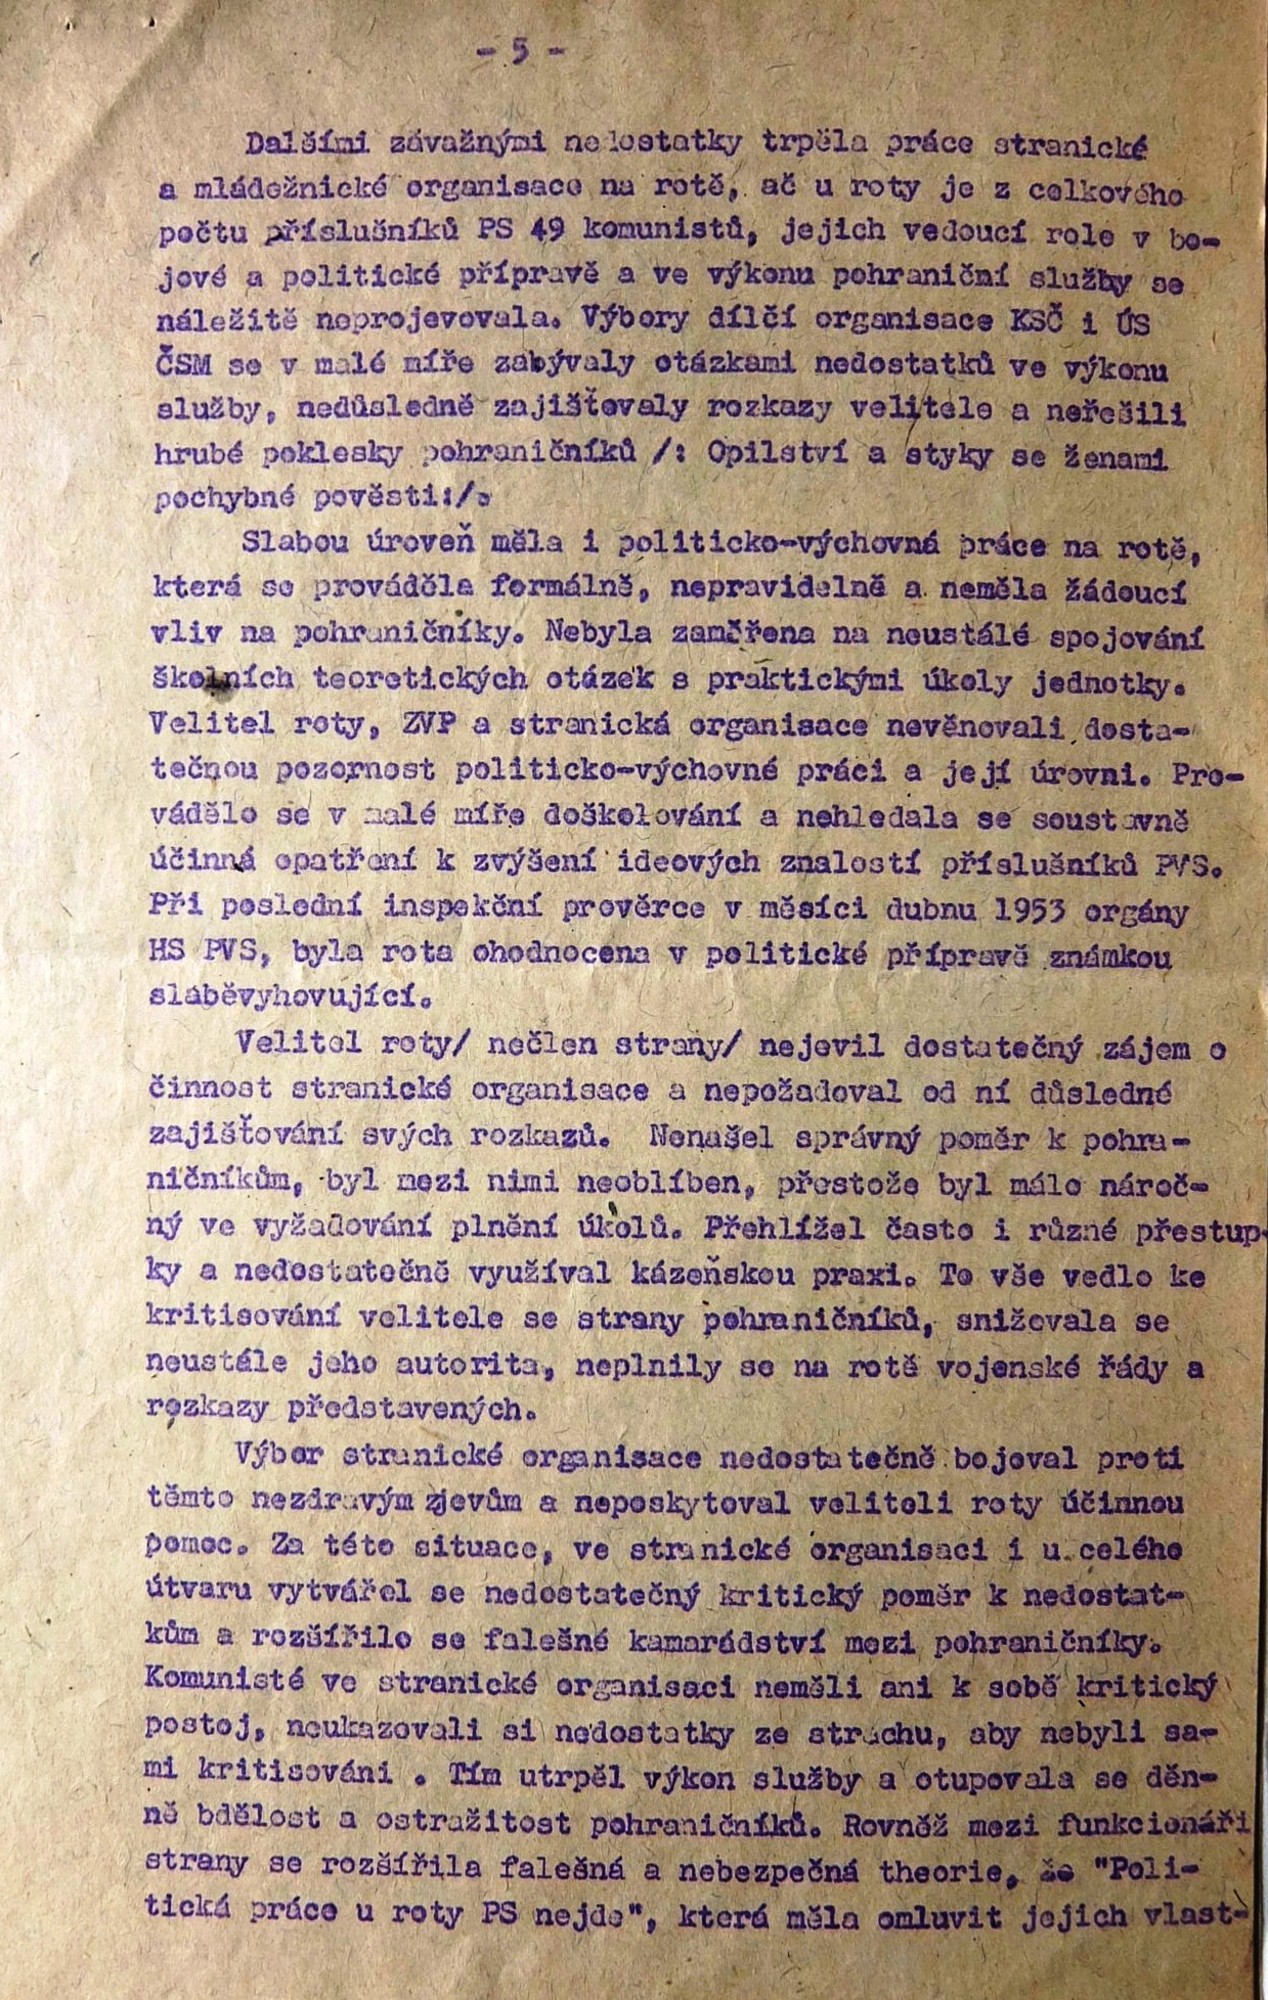 - 5 -
Dalšími závažnými nedostatky trpěla práce stranické
a mládežnické organisace na rotě, ač u roty je z celkového
počtu příslušníků PS 49 komunistů, jejich vedoucí role v bo-
jové a politické přípravě a ve výkonu pohraniční služby se
náležitě neprojevovala. Výbory dílčí organisace KSČ i ÚS
ČSM se v malé míře zabývaly otázkami nedostatků ve výkonu
služby, nedůsledně zajišťovaly rozkazy velitele a neřešili
hrubé poklesky pohraničníků /: Opilství a styky se ženami
pochybné pověsti:/.
Slabou úroveň měla i politicko-výchovná práce na rotě,
která se prováděla formálně, nepravidelně a neměla žádoucí
vliv na pohraničníky. Nebyla zaměřena na neustálé spojování
školních teoretických otázek s praktickými úkoly jednotky.
Velitel roty, ZVP a stranická organisace nevěnovali dosta-
tečnou pozornost politicko-výchovné práci a její úrovni. Pro-
vádělo se v malé míře doškolování a nehledala se soustavně
účinná opatření k zvýšení ideových znalostí příslušníků PVS.
Při poslední inspekční prověrce v měsíci dubnu 1953 orgány
HS PVS, byla rota ohodnocena v politické přípravě známkou
slaběvyhovující.
Velitel roty/ nečlen strany/ nejevil dostatečný zájem o
činnost stranické organisace a nepožadoval od ní důsledné
zajišťování svých rozkazů. Nenašel správný poměr k pohra-
ničníkům, byl mezi nimi neoblíben, přestože byl málo nároč-
ný ve vyžadování plnění úkolů. Přehlížel často i různé přestup-
ky a nedostatečně využíval kázeňskou praxi. To vše vedlo ke
kritisování velitele se strany pohraničníků, snižovala se
neustále jeho autorita, neplnily se na rotě vojenské řády a
rozkazy představených.
Výbor stranické organisace nedostatečně bojoval proti
těmto nezdravým zjevům a neposkytoval veliteli roty účinnou
pomoc. Za této situace, ve stranické organisaci i u celého
útvaru vytvářel se nedostatečný kritický poměr k nedostat-
kům a rozšířilo se falešné kamarádství mezi pohraničníky.
Komunisté ve stranické organisaci neměli ani k sobě kritický
postoj, neukazovali si nedostatky ze strachu, aby nebyli sa-
mi kritisováni . Tím utrpěl výkon služby a otupovala se děn-
ně bdělost a ostražitost pohraničníků. Rovněž mezi funkcionáři
strany se rozšířila falešná a nebezpečná theorie, že "Poli-
tická práce u roty PS nejde", která měla omluvit jejich vlast-